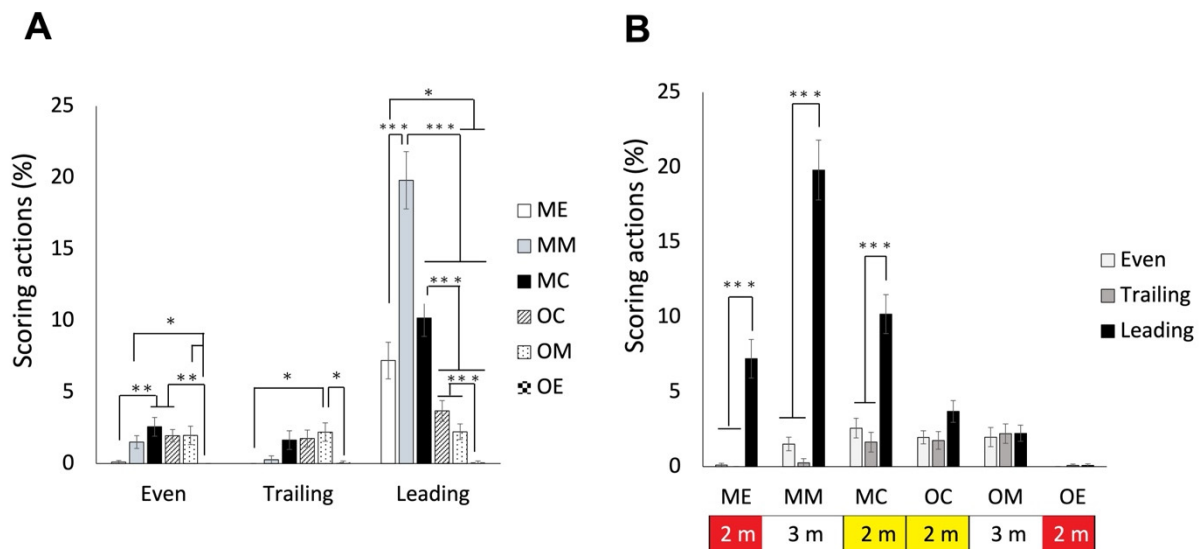 A
Scoring actions (%)
25
20
15
10
5
0
* ** **
* *
* *** *** *** ***
Even Trailing Leading
ME
MM
MC
OC
OM
OE
B
Scoring actions (%)
25
20
15
10
5
0
*** *** ***
ME MM MC OC OM OE
2 m 3 m 2 m 2 m 3 m 2 m
Even
Trailing
Leading